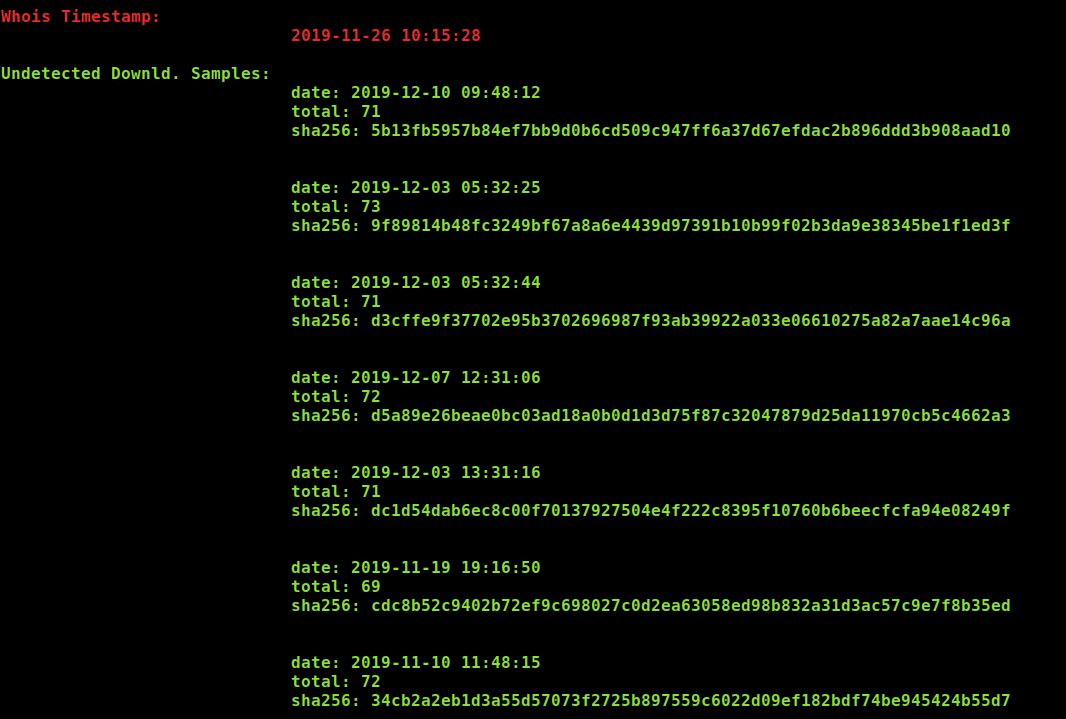 Whois Timestamp:
2019-11-26 10:15:28
Undetected Downld. Samples:
date: 2019-12-10 09:48:12
total: 71
sha256: 5b13fb5957b84ef7bb9d0b6cd509c947ff6a37d67efdac2b896ddd3b908aad10
date: 2019-12-03 05:32:25
total: 73
sha256: 9f89814b48fc3249bf67a8a6e4439d97391b10b99f02b3da9e38345be1f1ed3f
date: 2019-12-03 05:32:44
total: 71
sha256: d3cffe9f37702e95b3702696987f93ab39922a033e06610275a82a7aae14c96a
date: 2019-12-07 12:31:06
total: 72
sha256: d5a89e26beae0bc03ad18a0b0d1d3d75f87c32047879d25da11970cb5c4662a3
date: 2019-12-03 13:31:16
total: 71
sha256: dc1d54dab6ec8c00f70137927504e4f222c8395f10760b6beecfcfa94e08249f
date: 2019-11-19 19:16:50
total: 69
sha256: cdc8b52c9402b72ef9c698027c0d2ea63058ed98b832a31d3ac57c9e7f8b35ed
date: 2019-11-10 11:48:15
total: 72
sha256: 34cb2a2eb1d3a55d57073f2725b897559c6022d09ef182bdf74be945424b55d7